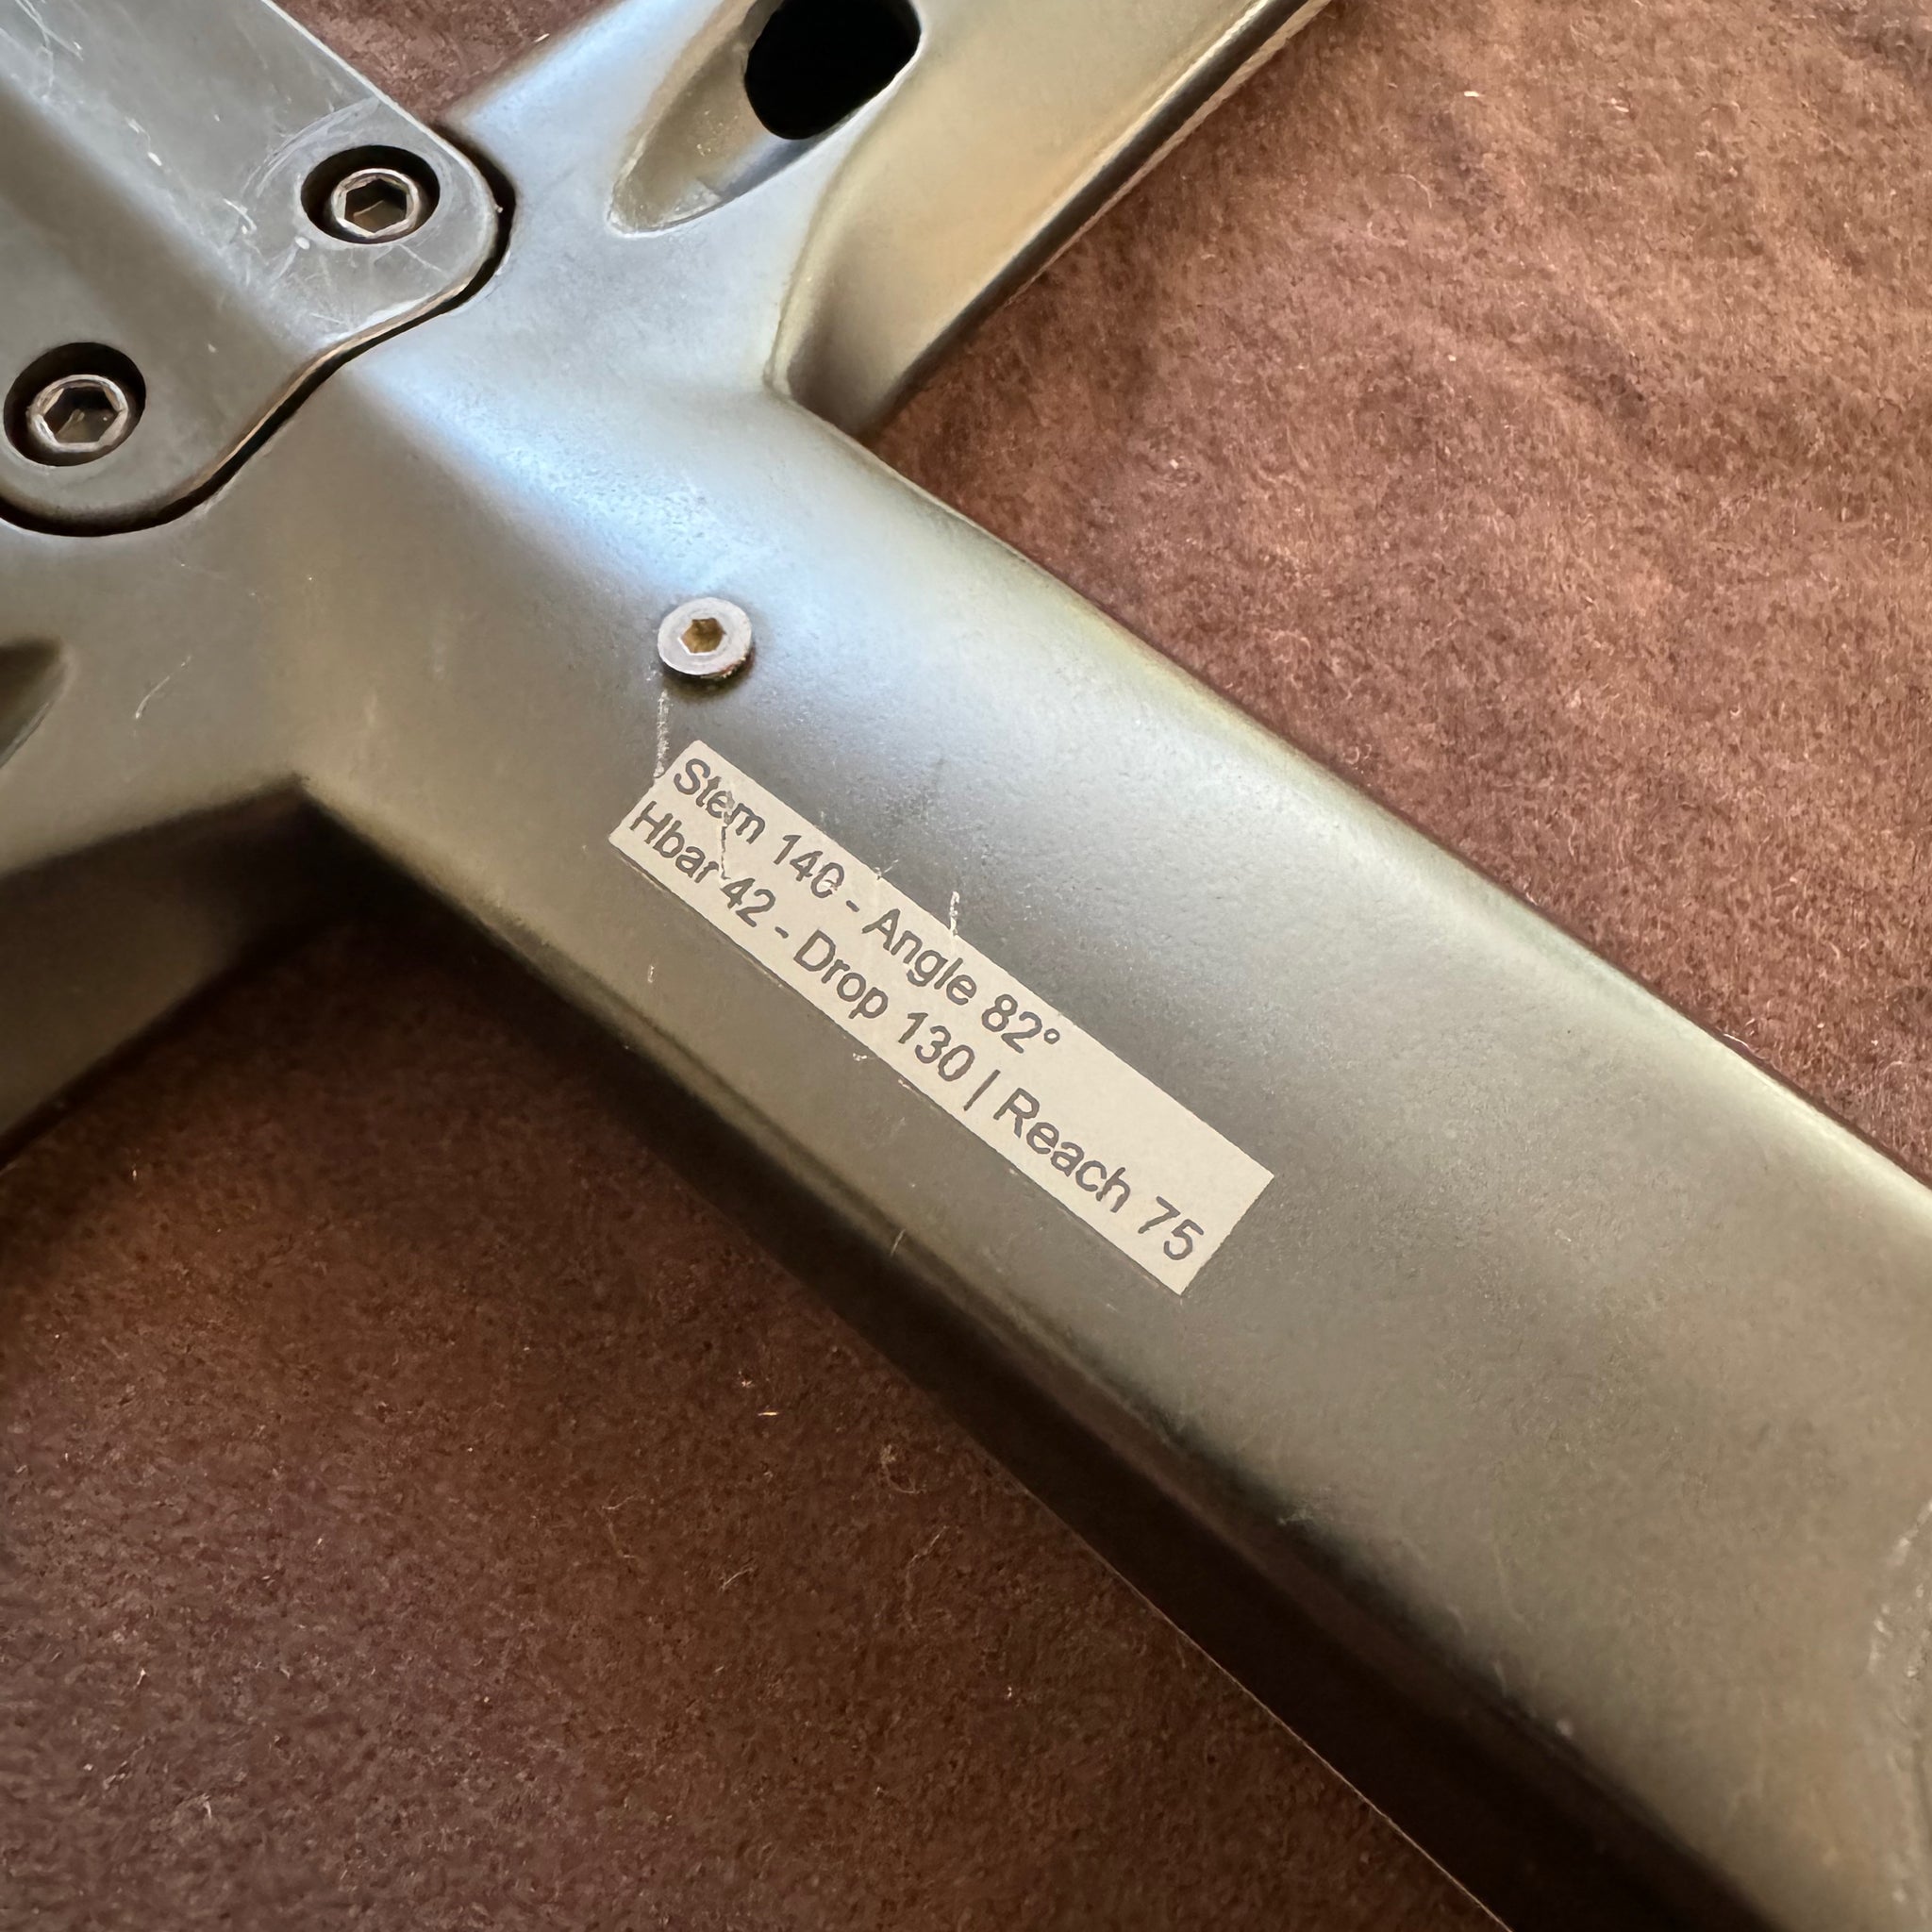 Stem 140 - Angle 82°
Hbar 42 - Drop 130 | Reach 75